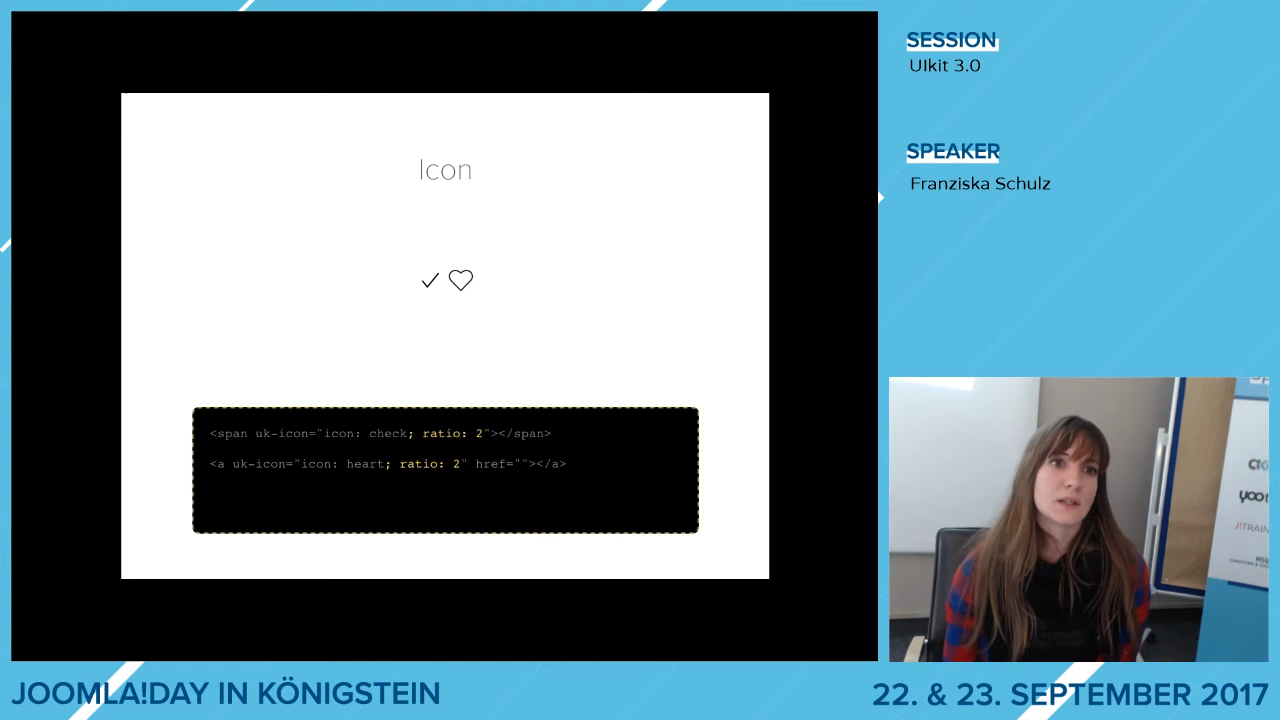 SESSION
UIkit 3.0
SPEAKER
Franziska Schulz
Icon
<span uk-icon="icon: check; ratio: 2"></span>
<a uk-icon="icon: heart; ratio: 2" href=""></a>
J!TRAIN
JOOMLA!DAY IN KÖNIGSTEIN
22. & 23. SEPTEMBER 2017